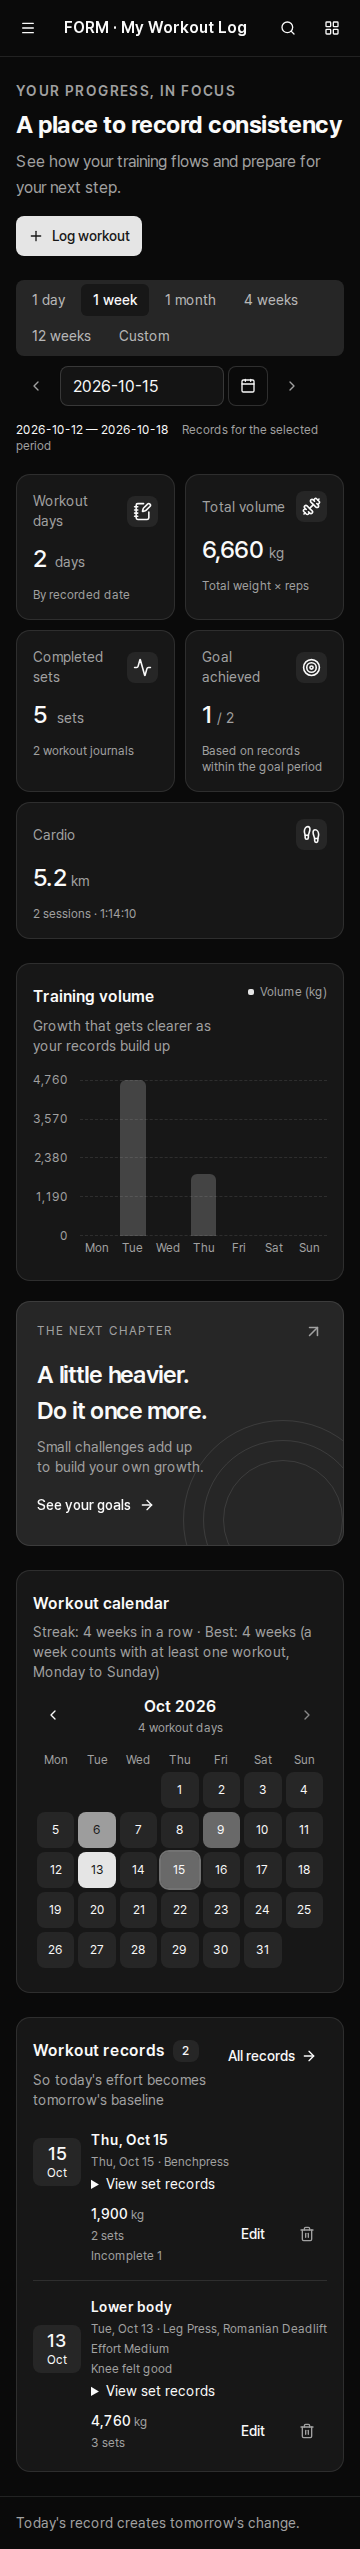 FORM · My Workout Log
YOUR PROGRESS, IN FOCUS
A place to record consistency
See how your training flows and prepare for
your next step.
Log workout
1 day
1 week
1 month
4 weeks
12 weeks
Custom
2026-10-15
2026-10-12 — 2026-10-18 Records for the selected
period
Workout
days
2 days
By recorded date
Total volume
6,660 kg
Total weight × reps
Completed
sets
5 sets
2 workout journals
Goal
achieved
1 / 2
Based on records
within the goal period
Cardio
5.2 km
2 sessions · 1:14:10
Training volume
Volume (kg)
Growth that gets clearer as
your records build up
4,760
3,570
2,380
1,190
0
Mon Tue Wed Thu Fri Sat Sun
THE NEXT CHAPTER
A little heavier.
Do it once more.
Small challenges add up
to build your own growth.
See your goals
Workout calendar
Streak: 4 weeks in a row · Best: 4 weeks (a
week counts with at least one workout,
Monday to Sunday)
Oct 2026
4 workout days
Mon Tue Wed Thu Fri Sat Sun
1 2 3 4
5 6 7 8 9 10 11
12 13 14 15 16 17 18
19 20 21 22 23 24 25
26 27 28 29 30 31
Workout records 2
All records
So today's effort becomes
tomorrow's baseline
15
Oct
Thu, Oct 15
Thu, Oct 15 · Benchpress
View set records
1,900 kg
2 sets
Incomplete 1
Edit
13
Oct
Lower body
Tue, Oct 13 · Leg Press, Romanian Deadlift
Effort Medium
Knee felt good
View set records
4,760 kg
3 sets
Edit
Today's record creates tomorrow's change.